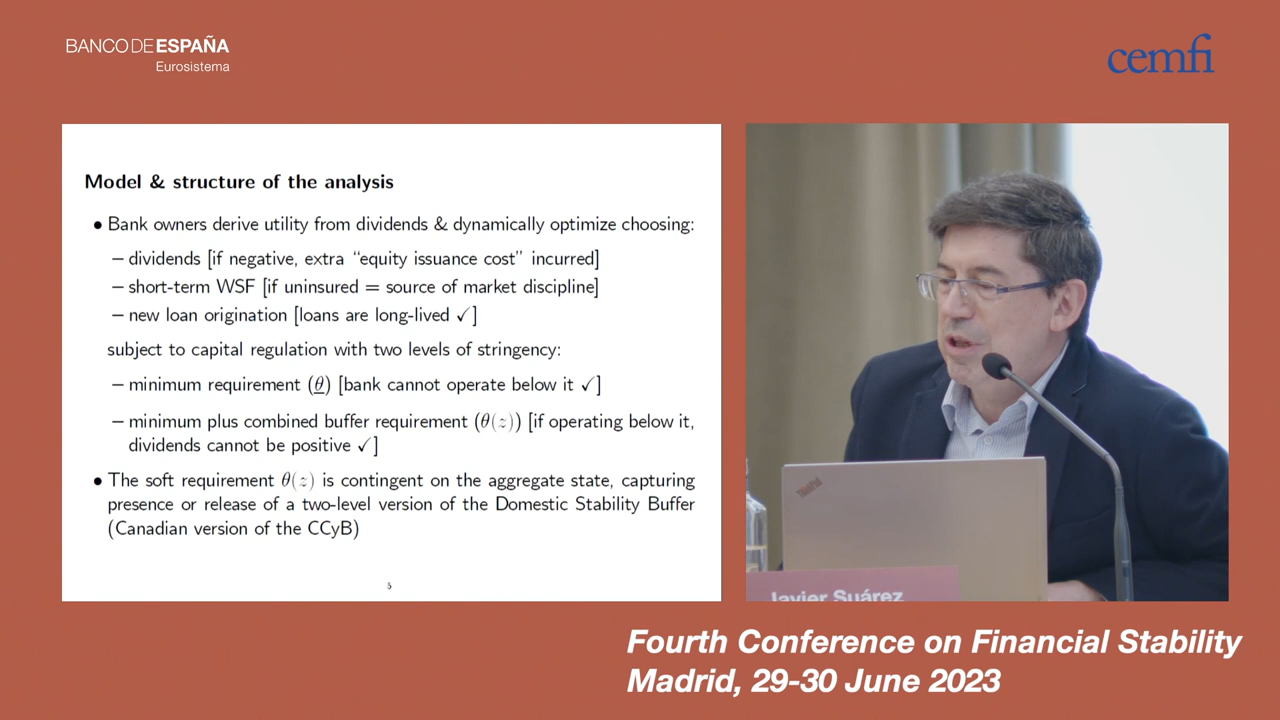 BANCO DE ESPAÑA
Eurosistema
cemfi
Model & structure of the analysis
● Bank owners derive utility from dividends & dynamically optimize choosing:
– dividends [if negative, extra “equity issuance cost” incurred]
– short-term WSF [if uninsured = source of market discipline]
– new loan origination [loans are long-lived ✓]
subject to capital regulation with two levels of stringency:
– minimum requirement (θ) [bank cannot operate below it ✓]
– minimum plus combined buffer requirement (θ(z)) [if operating below it,
dividends cannot be positive ✓]
● The soft requirement θ(z) is contingent on the aggregate state, capturing
presence or release of a two-level version of the Domestic Stability Buffer
(Canadian version of the CCyB)
5
ThinkPad
Javier Suárez
Fourth Conference on Financial Stability
Madrid, 29-30 June 2023